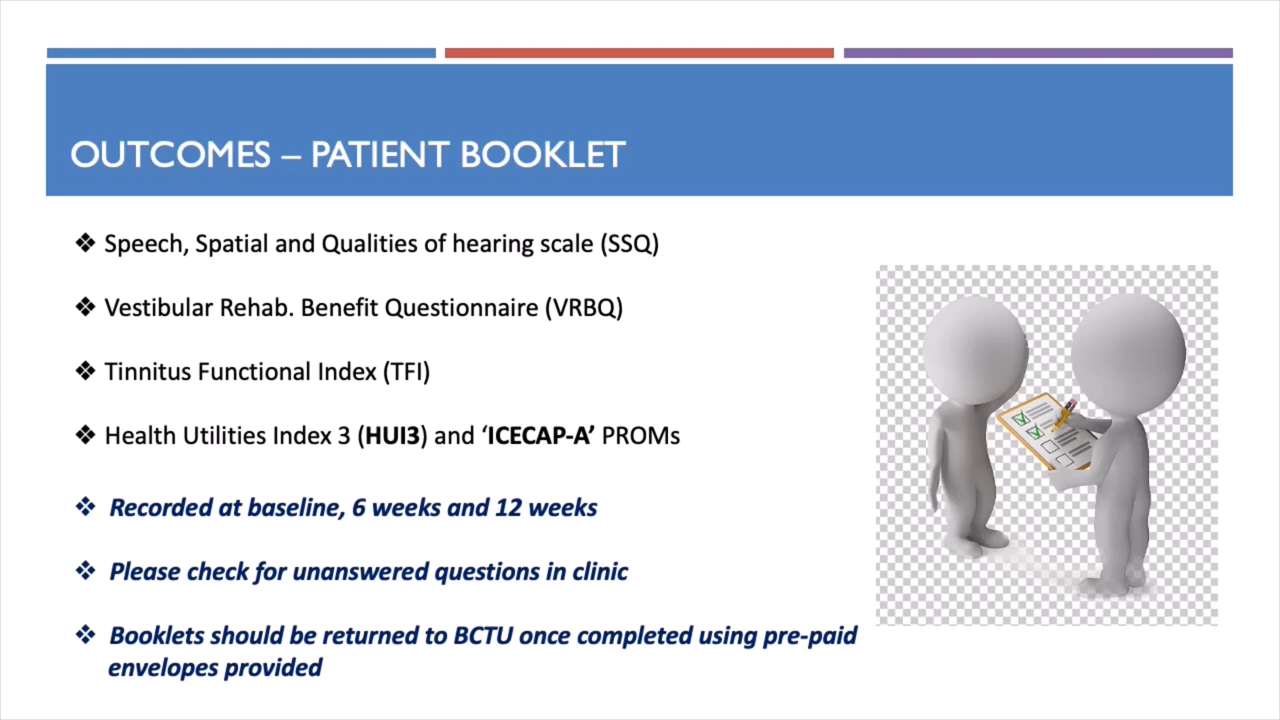 OUTCOMES – PATIENT BOOKLET
❖ Speech, Spatial and Qualities of hearing scale (SSQ)
❖ Vestibular Rehab. Benefit Questionnaire (VRBQ)
❖ Tinnitus Functional Index (TFI)
❖ Health Utilities Index 3 (HUI3) and ‘ICECAP-A’ PROMs
❖ Recorded at baseline, 6 weeks and 12 weeks
❖ Please check for unanswered questions in clinic
❖ Booklets should be returned to BCTU once completed using pre-paid
envelopes provided